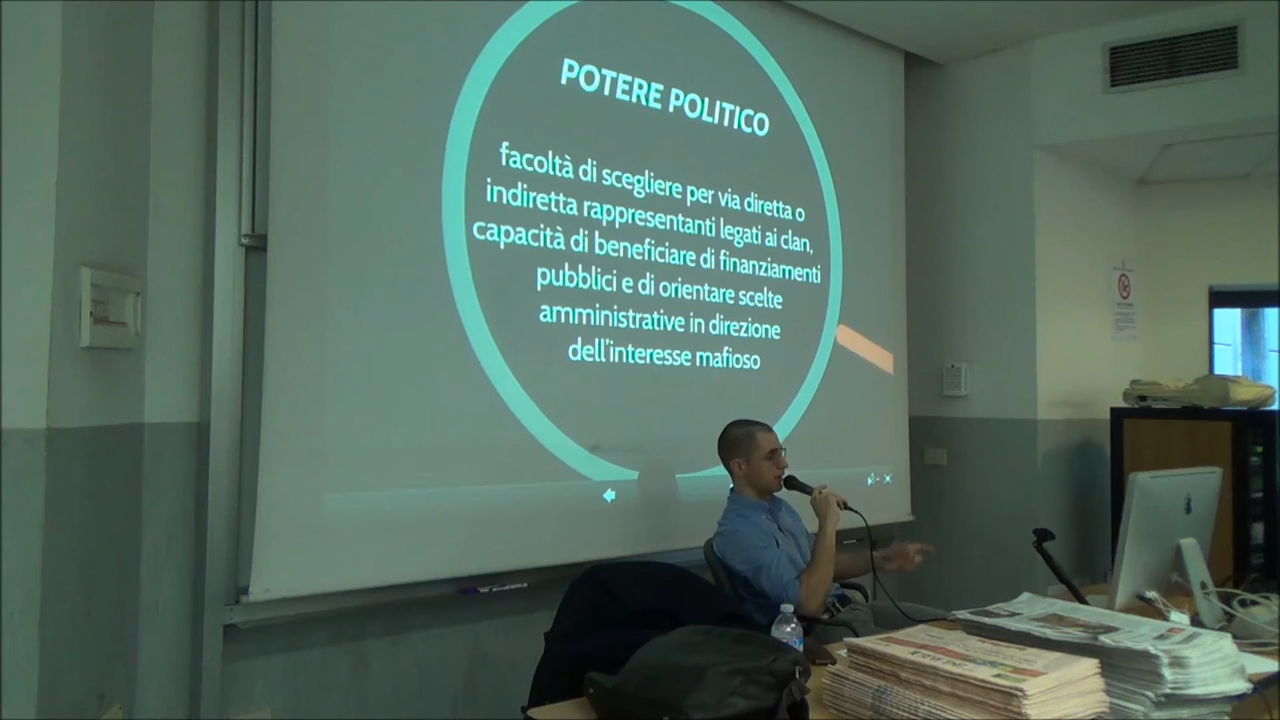 POTERE POLITICO
facoltà di scegliere per via diretta o
indiretta rappresentanti legati ai clan,
capacità di beneficiare di finanziamenti
pubblici e di orientare scelte
amministrative in direzione
dell'interesse mafioso